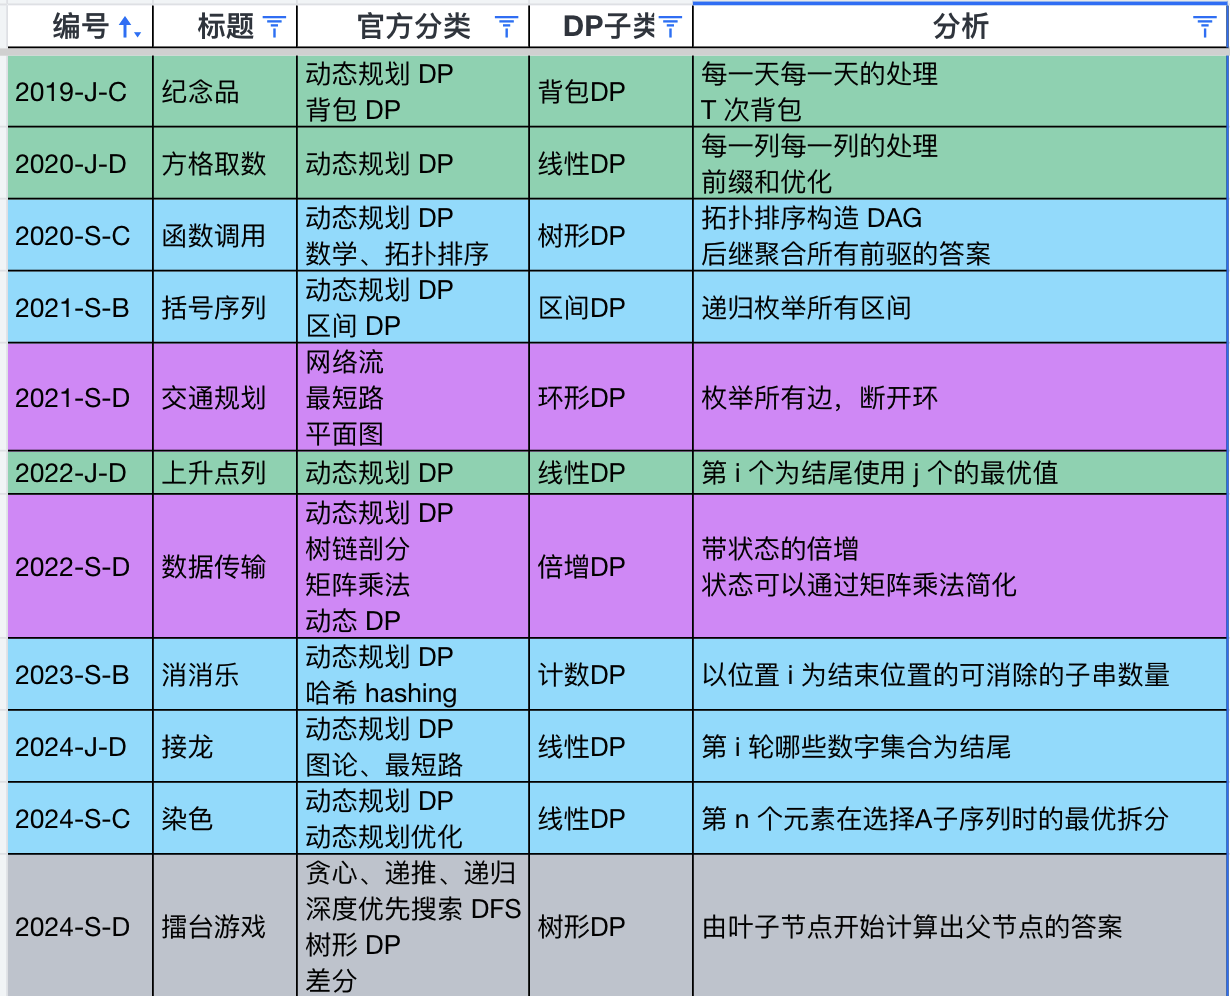 编号 标题 官方分类 DP子类 分析
2019-J-C 纪念品 动态规划 DP 背包DP 每一天每一天的处理
背包 DP T 次背包
2020-J-D 方格取数 动态规划 DP 线性DP 每一列每一列的处理
前缀和优化
2020-S-C 函数调用 动态规划 DP 树形DP 拓扑排序构造 DAG
数学、拓扑排序 后继聚合所有前驱的答案
2021-S-B 括号序列 动态规划 DP 区间DP 递归枚举所有区间
区间 DP
2021-S-D 交通规划 网络流 环形DP 枚举所有边，断开环
最短路
平面图
2022-J-D 上升点列 动态规划 DP 线性DP 第 i 个为结尾使用 j 个的最优值
2022-S-D 数据传输 动态规划 DP 倍增DP 带状态的倍增
树链剖分 状态可以通过矩阵乘法简化
矩阵乘法
动态 DP
2023-S-B 消消乐 动态规划 DP 计数DP 以位置 i 为结束位置的可消除的子串数量
哈希 hashing
2024-J-D 接龙 动态规划 DP 线性DP 第 i 轮哪些数字集合为结尾
图论、最短路
2024-S-C 染色 动态规划 DP 线性DP 第 n 个元素在选择A子序列时的最优拆分
动态规划优化
2024-S-D 擂台游戏 贪心、递推、递归 树形DP 由叶子节点开始计算出父节点的答案
深度优先搜索 DFS
树形 DP
差分